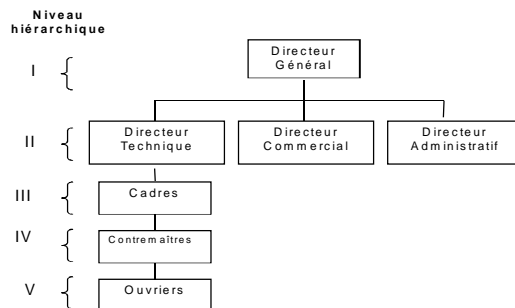 Niveau
hiérarchique
Directeur
Général
I
II
Directeur
Technique
Directeur
Commercial
Directeur
Administratif
III
Cadres
IV
Contremaîtres
V
Ouvriers